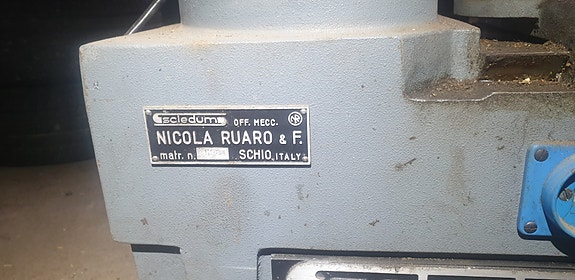 scledum OFF. MECC. NR
NICOLA RUARO & F.
matr. n. SCHIO, ITALY